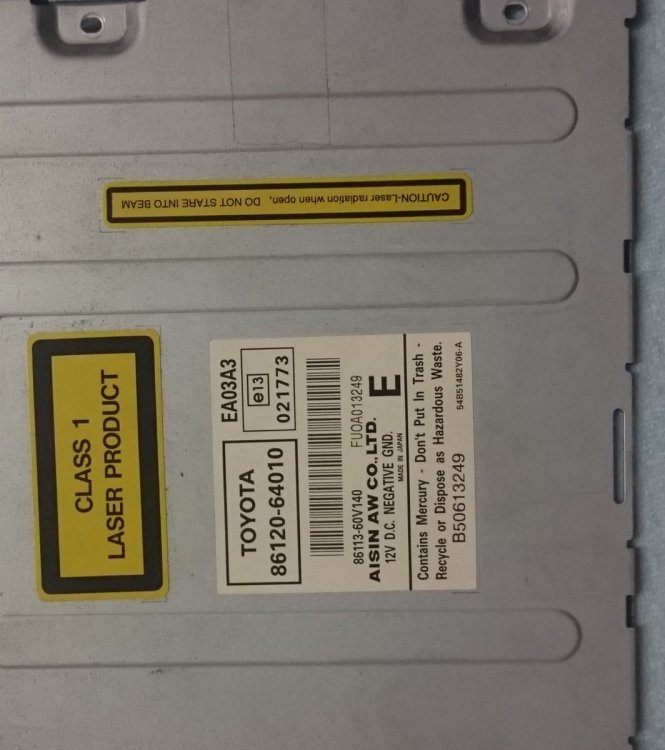 CAUTION-Laser radiation when open, DO NOT STARE INTO BEAM
CLASS 1
LASER PRODUCT
TOYOTA
86120-64010
EA03A3
e13
021773
86113-60V140 FUOA013249
AISIN AW CO., LTD.
12V D.C. NEGATIVE GND.
MADE IN JAPAN
E
Contains Mercury - Don't Put In Trash -
Recycle or Dispose as Hazardous Waste.
B50613249
54B51482Y06-A